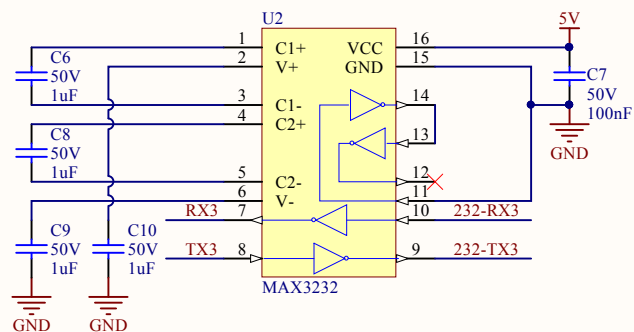 U2
5V
1
2
3
4
5
6
7
8
C1+
V+
C1-
C2+
C2-
V-
VCC
GND
16
15
14
13
12
11
10
9
C6
50V
1uF
C8
50V
1uF
C9
50V
1uF
C10
50V
1uF
C7
50V
100nF
GND
RX3
TX3
232-RX3
232-TX3
MAX3232
GND
GND